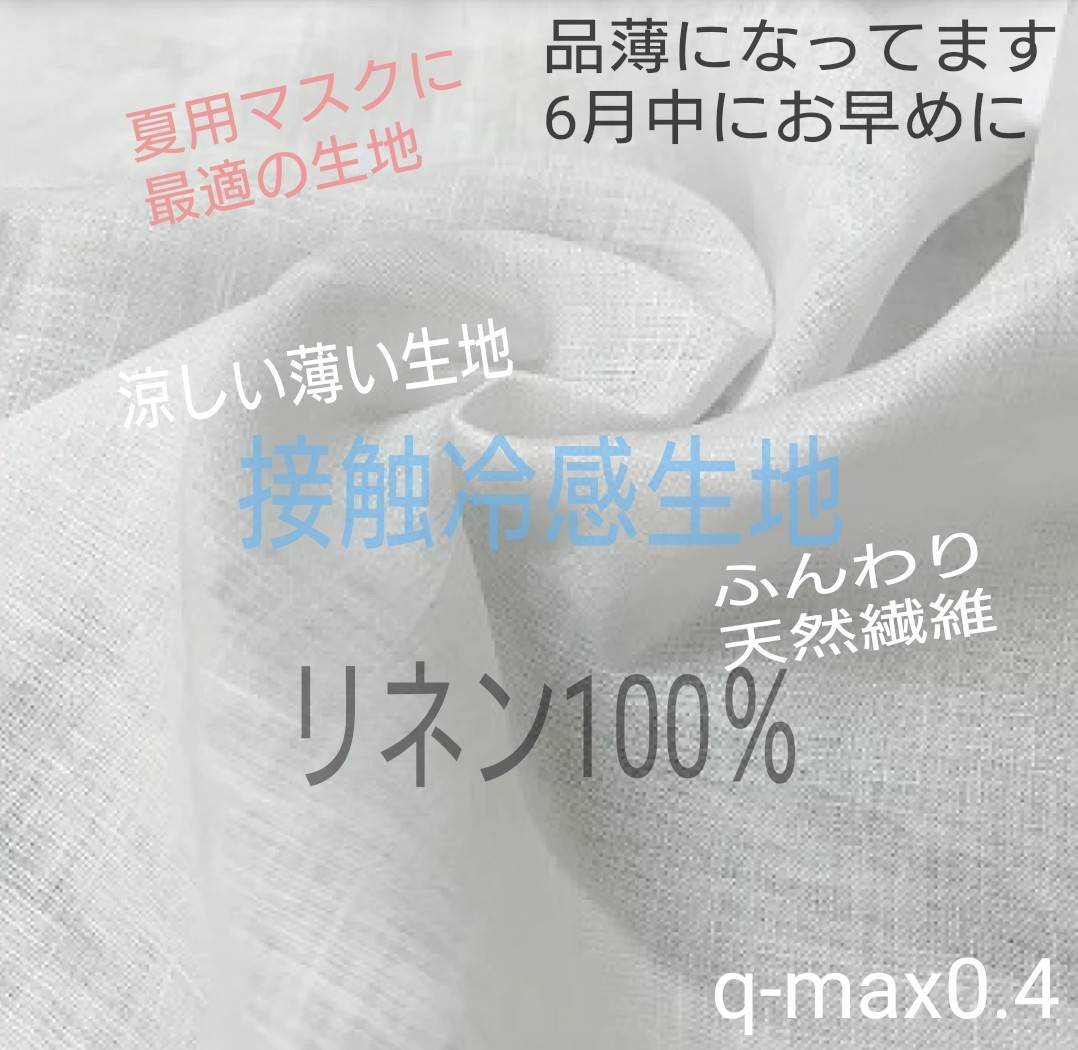 品薄になってます
6月中にお早めに
夏用マスクに
最適の生地
涼しい薄い生地
接触冷感生地
ふんわり
天然繊維
リネン100%
q-max0.4